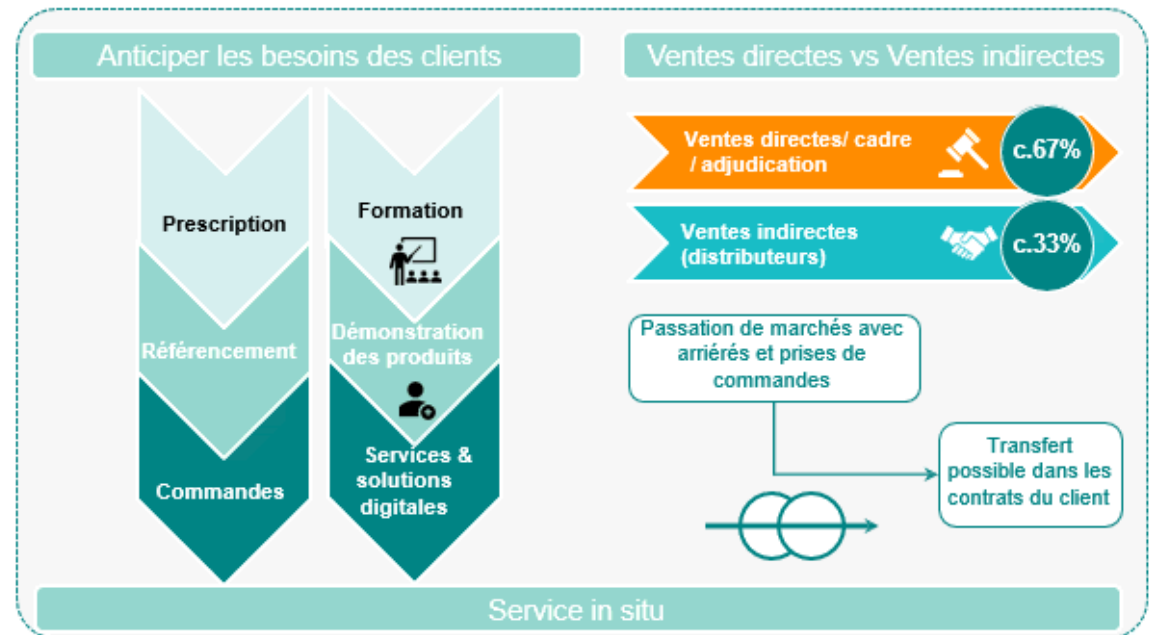 Anticiper les besoins des clients
Prescription
Référencement
Commandes
Formation
Démonstration
des produits
Services &
solutions
digitales
Ventes directes vs Ventes indirectes
Ventes directes/ cadre
/ adjudication
c.67%
Ventes indirectes
(distributeurs)
c.33%
Passation de marchés avec
arriérés et prises de
commandes
Transfert
possible dans les
contrats du client
Service in situ